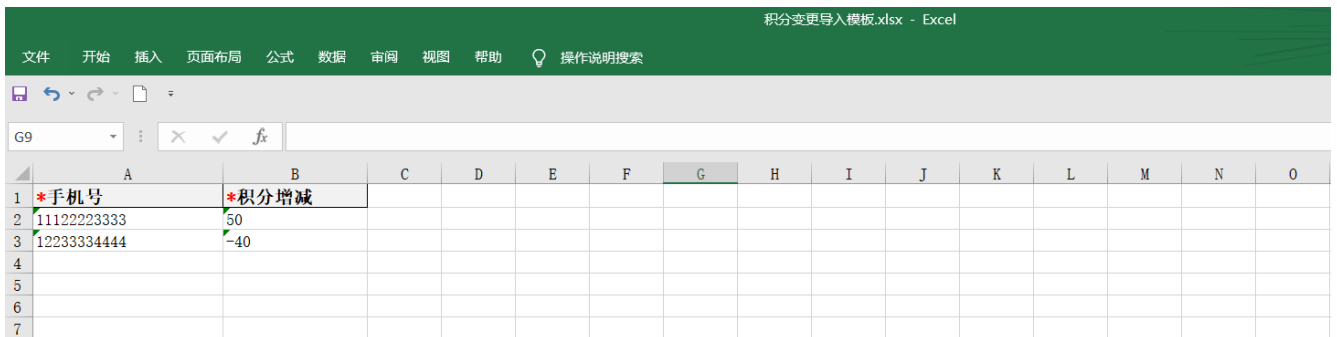 积分变更导入模板.xlsx - Excel
文件 开始 插入 页面布局 公式 数据 审阅 视图 帮助 操作说明搜索
G9 fx
A B C D E F G H I J K L M N O
1 *手机号 *积分增减
2 11122223333 50
3 12233334444 -40
4
5
6
7